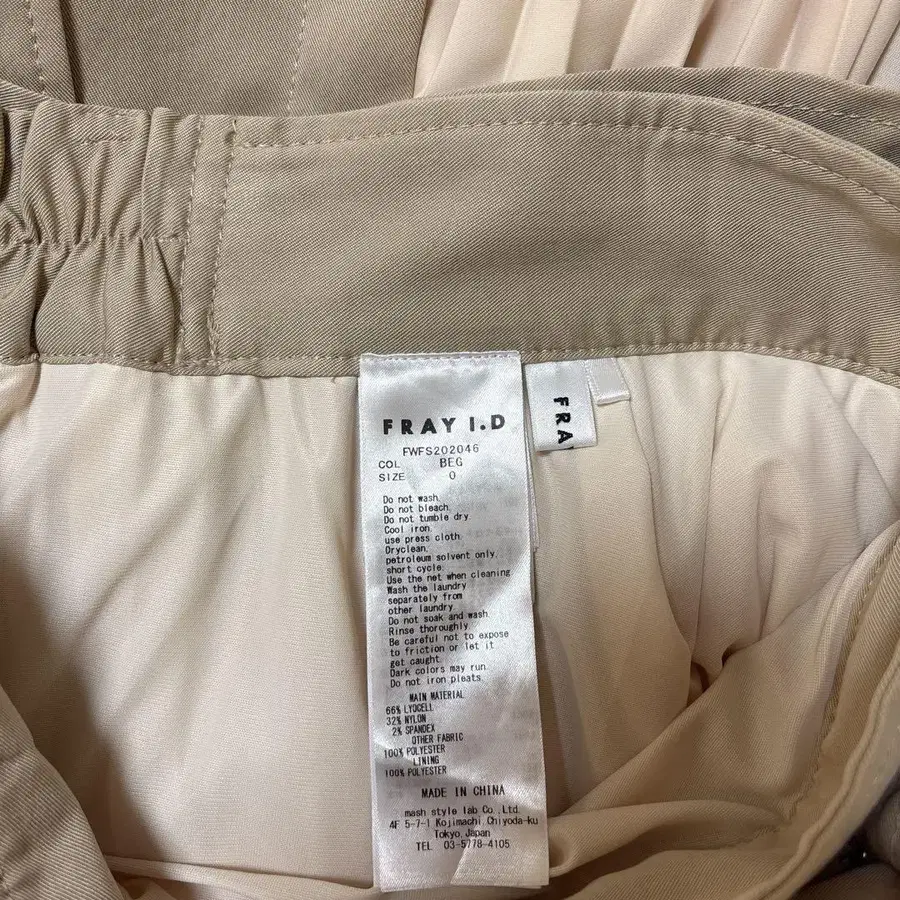 FRAY I.D
FWFS202046
COL BEG
SIZE 0
Do not wash.
Do not bleach.
Do not tumble dry.
Cool iron.
use press cloth.
Dryclean.
petroleum solvent only.
short cycle:
Use the net when cleaning
Wash the laundry
separately from
other laundry
Do not soak and wash.
Rinse thoroughly.
Be careful not to expose
to friction or let it
get caught.
Dark colors may run.
Do not iron pleats.
MAIN MATERIAL
66% LYOCELL
32% NYLON
2% SPANDEX
OTHER FABRIC
100% POLYESTER
LINING
100% POLYESTER
MADE IN CHINA
mash style lab Co., Ltd.
4F 5-7-1 Kojimachi, Chiyoda-ku
Tokyo, Japan
TEL 03-5778-4105
FRA